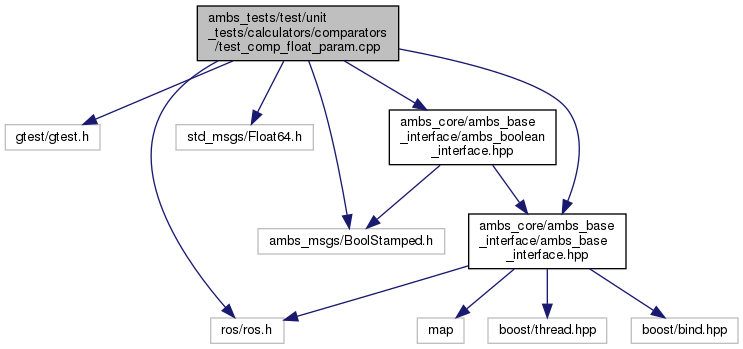 ambs_tests/test/unit
_tests/calculators/comparators
/test_comp_float_param.cpp
gtest/gtest.h
std_msgs/Float64.h
ambs_core/ambs_base
_interface/ambs_boolean
_interface.hpp
ambs_msgs/BoolStamped.h
ambs_core/ambs_base
_interface/ambs_base
_interface.hpp
ros/ros.h
map
boost/thread.hpp
boost/bind.hpp